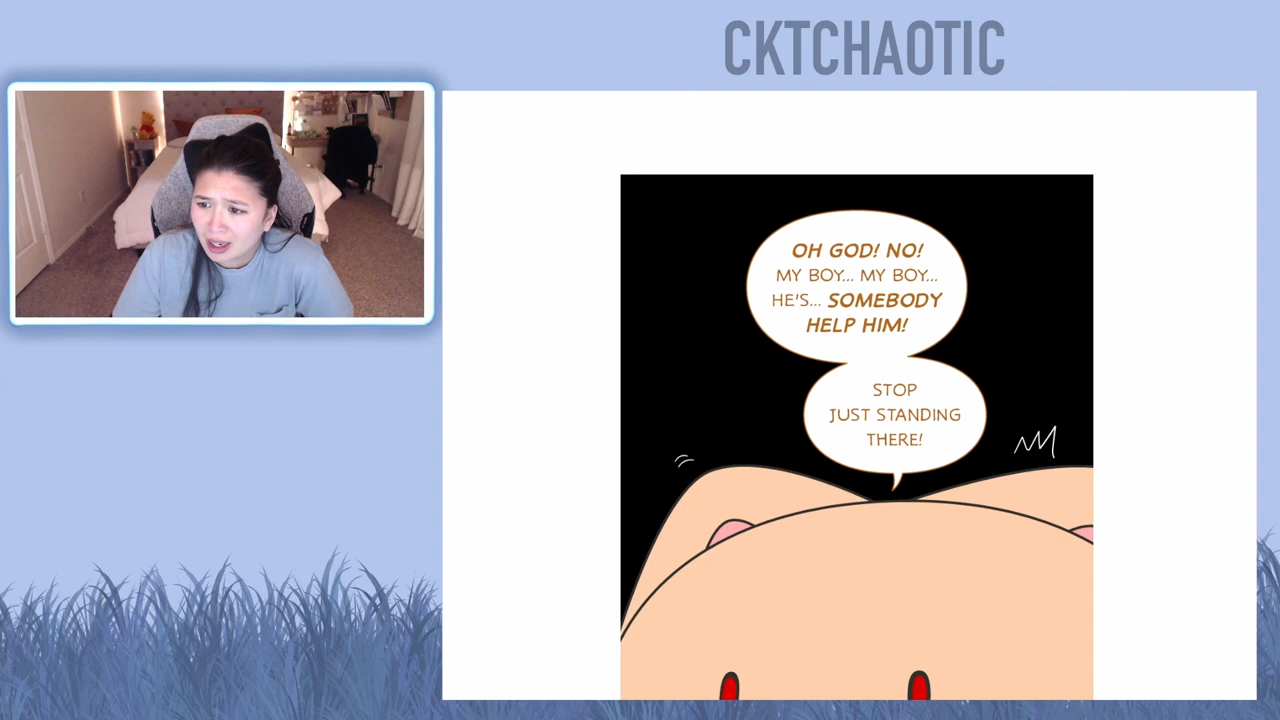 CKTCHAOTIC
OH GOD! NO!
MY BOY... MY BOY...
HE'S... SOMEBODY
HELP HIM!
STOP
JUST STANDING
THERE!